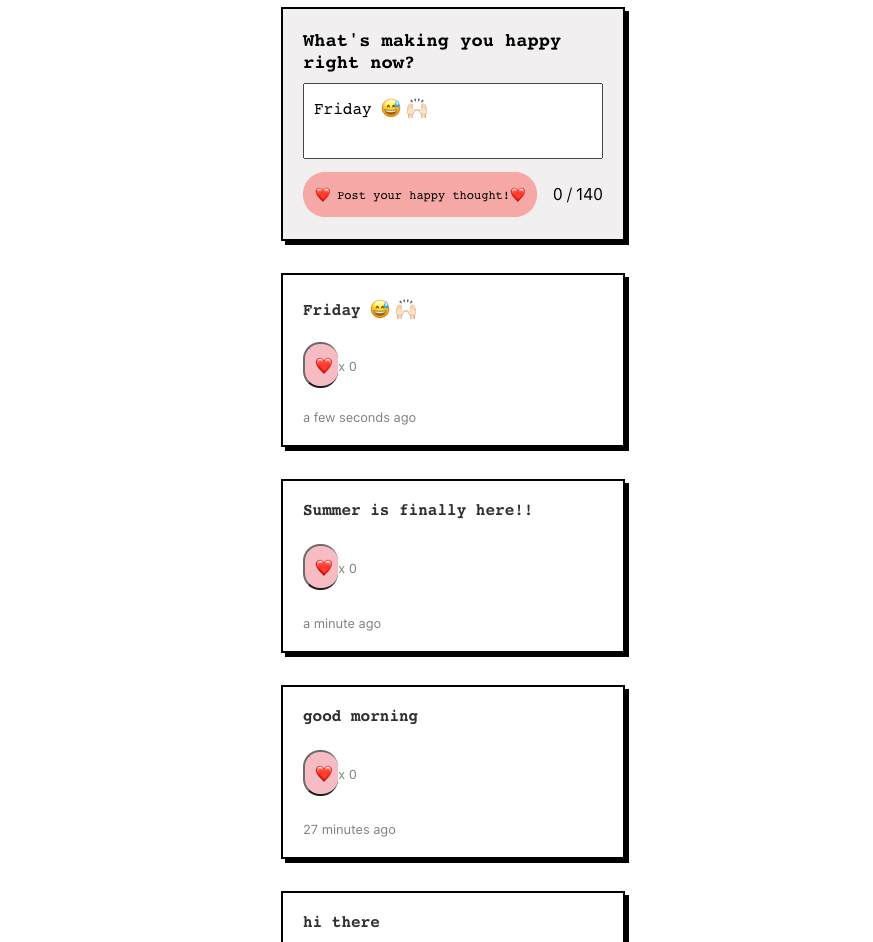 What's making you happy
right now?
Friday 😅 🙌🏻
❤️ Post your happy thought!❤️
0 / 140
Friday 😅 🙌🏻
❤️ x 0
a few seconds ago
Summer is finally here!!
❤️ x 0
a minute ago
good morning
❤️ x 0
27 minutes ago
hi there